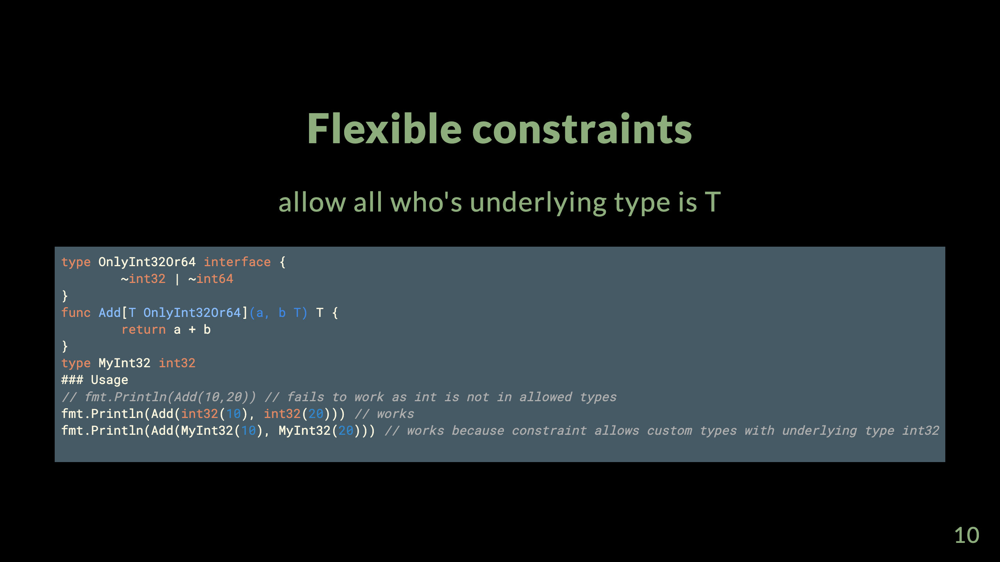 Flexible constraints
allow all who's underlying type is T
type OnlyInt32Or64 interface {
        ~int32 | ~int64
}
func Add[T OnlyInt32Or64](a, b T) T {
        return a + b
}
type MyInt32 int32
### Usage
// fmt.Println(Add(10,20)) // fails to work as int is not in allowed types
fmt.Println(Add(int32(10), int32(20))) // works
fmt.Println(Add(MyInt32(10), MyInt32(20))) // works because constraint allows custom types with underlying type int32
10